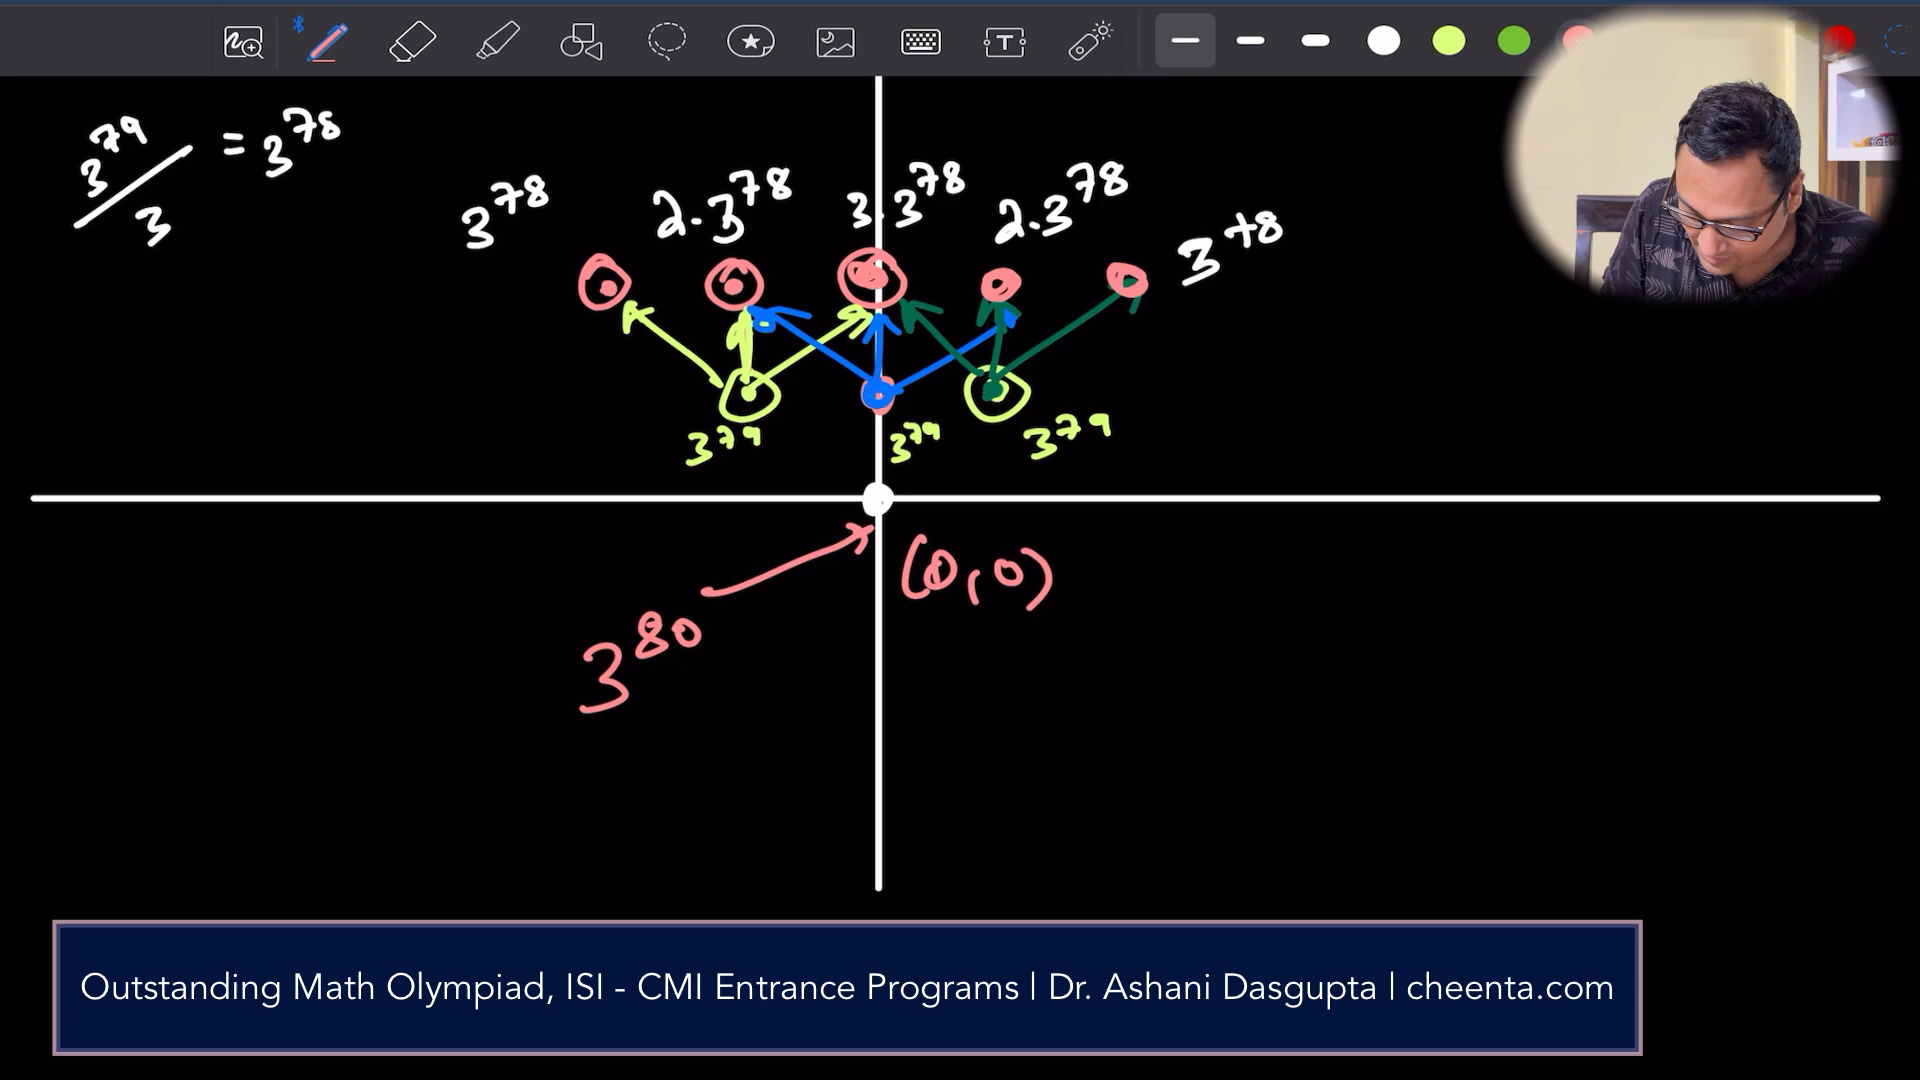 3^79/3 = 3^78
3^78 2.3^78 3.3^78 2.3^78 3^78
3^79 3^79 3^79
(0,0)
3^80
Outstanding Math Olympiad, ISI - CMI Entrance Programs | Dr. Ashani Dasgupta | cheenta.com